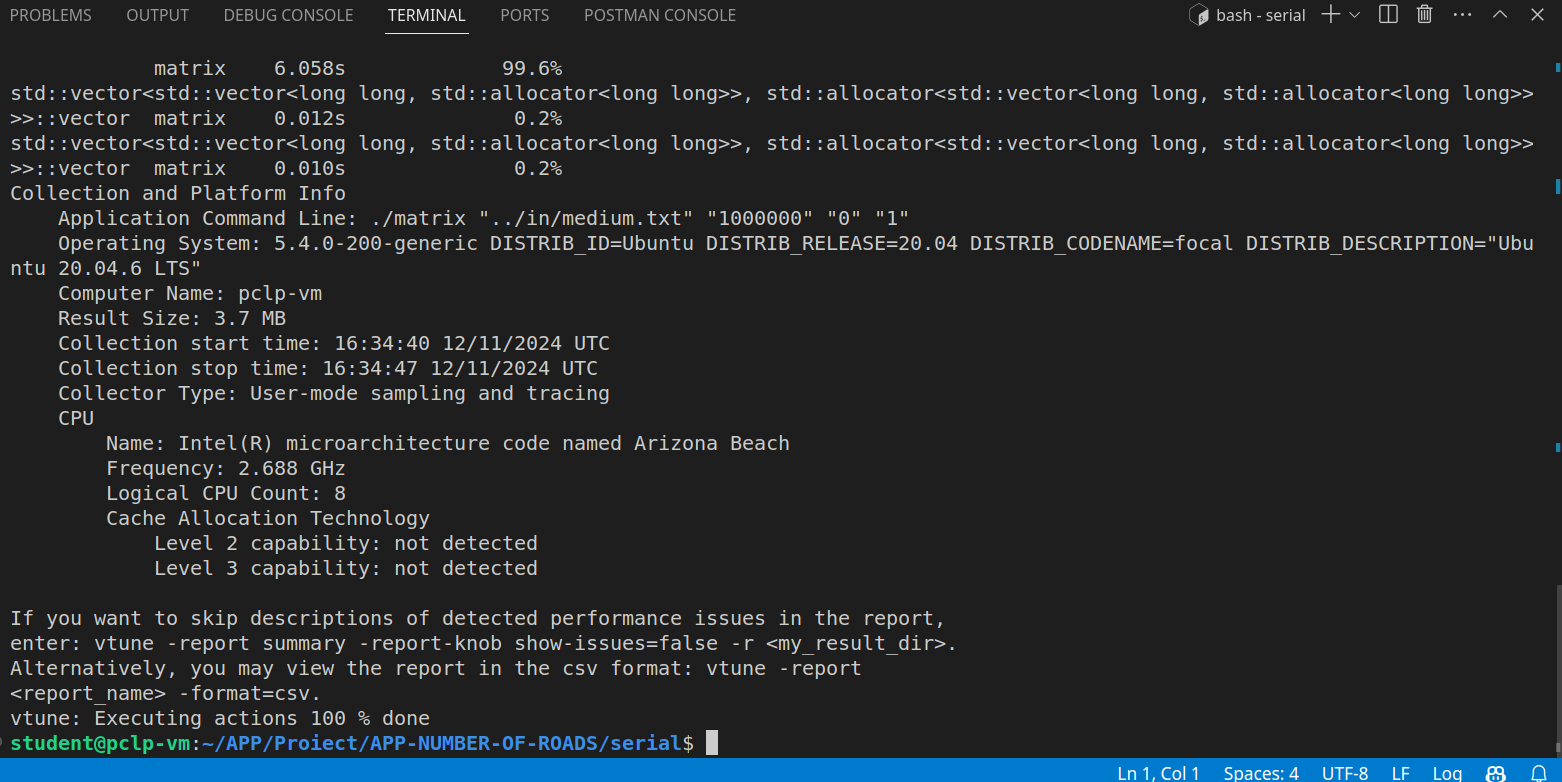 PROBLEMS OUTPUT DEBUG CONSOLE TERMINAL PORTS POSTMAN CONSOLE bash - serial
matrix 6.058s 99.6%
std::vector<std::vector<long long, std::allocator<long long>>, std::allocator<std::vector<long long, std::allocator<long long>>
>>::vector matrix 0.012s 0.2%
std::vector<std::vector<long long, std::allocator<long long>>, std::allocator<std::vector<long long, std::allocator<long long>>
>>::vector matrix 0.010s 0.2%
Collection and Platform Info
Application Command Line: ./matrix "../in/medium.txt" "1000000" "0" "1"
Operating System: 5.4.0-200-generic DISTRIB_ID=Ubuntu DISTRIB_RELEASE=20.04 DISTRIB_CODENAME=focal DISTRIB_DESCRIPTION="Ubu
ntu 20.04.6 LTS"
Computer Name: pclp-vm
Result Size: 3.7 MB
Collection start time: 16:34:40 12/11/2024 UTC
Collection stop time: 16:34:47 12/11/2024 UTC
Collector Type: User-mode sampling and tracing
CPU
Name: Intel(R) microarchitecture code named Arizona Beach
Frequency: 2.688 GHz
Logical CPU Count: 8
Cache Allocation Technology
Level 2 capability: not detected
Level 3 capability: not detected
If you want to skip descriptions of detected performance issues in the report,
enter: vtune -report summary -report-knob show-issues=false -r <my_result_dir>.
Alternatively, you may view the report in the csv format: vtune -report
<report_name> -format=csv.
vtune: Executing actions 100 % done
student@pclp-vm:~/APP/Proiect/APP-NUMBER-OF-ROADS/serial$
Ln 1, Col 1 Spaces: 4 UTF-8 LF Log